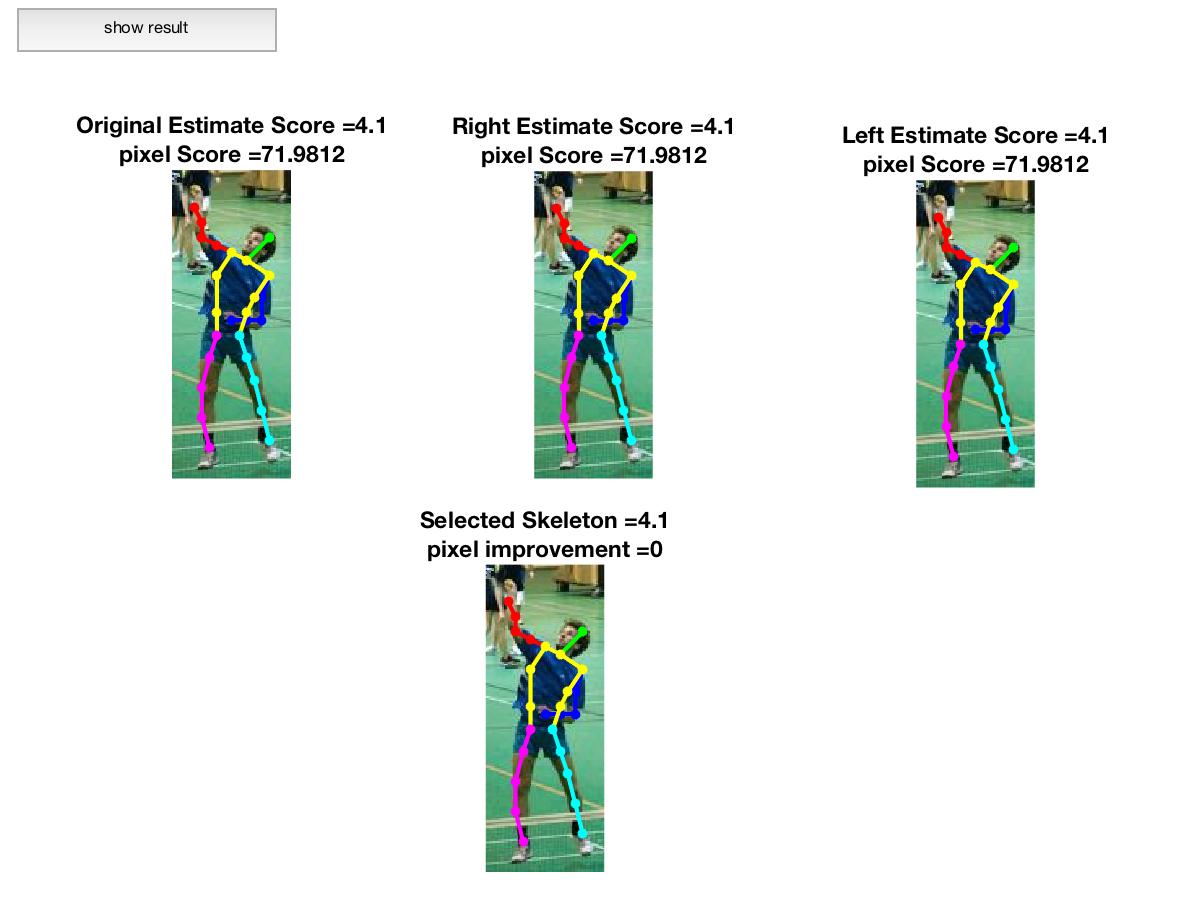 show result
Original Estimate Score =4.1
pixel Score =71.9812
Right Estimate Score =4.1
pixel Score =71.9812
Left Estimate Score =4.1
pixel Score =71.9812
Selected Skeleton =4.1
pixel improvement =0